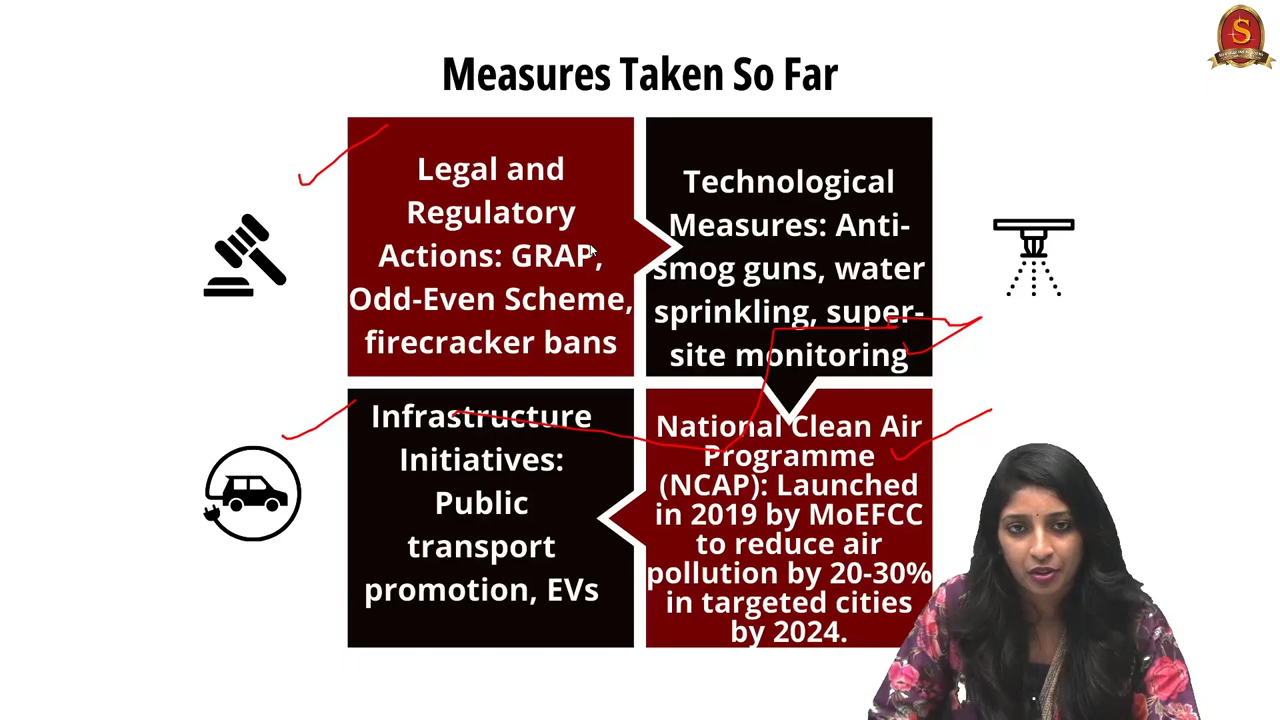 Measures Taken So Far
Legal and
Regulatory
Actions: GRAP,
Odd-Even Scheme,
firecracker bans
Technological
Measures: Anti-
smog guns, water
sprinkling, super-
site monitoring
Infrastructure
Initiatives:
Public
transport
promotion, EVs
National Clean Air
Programme
(NCAP): Launched
in 2019 by MoEFCC
to reduce air
pollution by 20-30%
in targeted cities
by 2024.
S